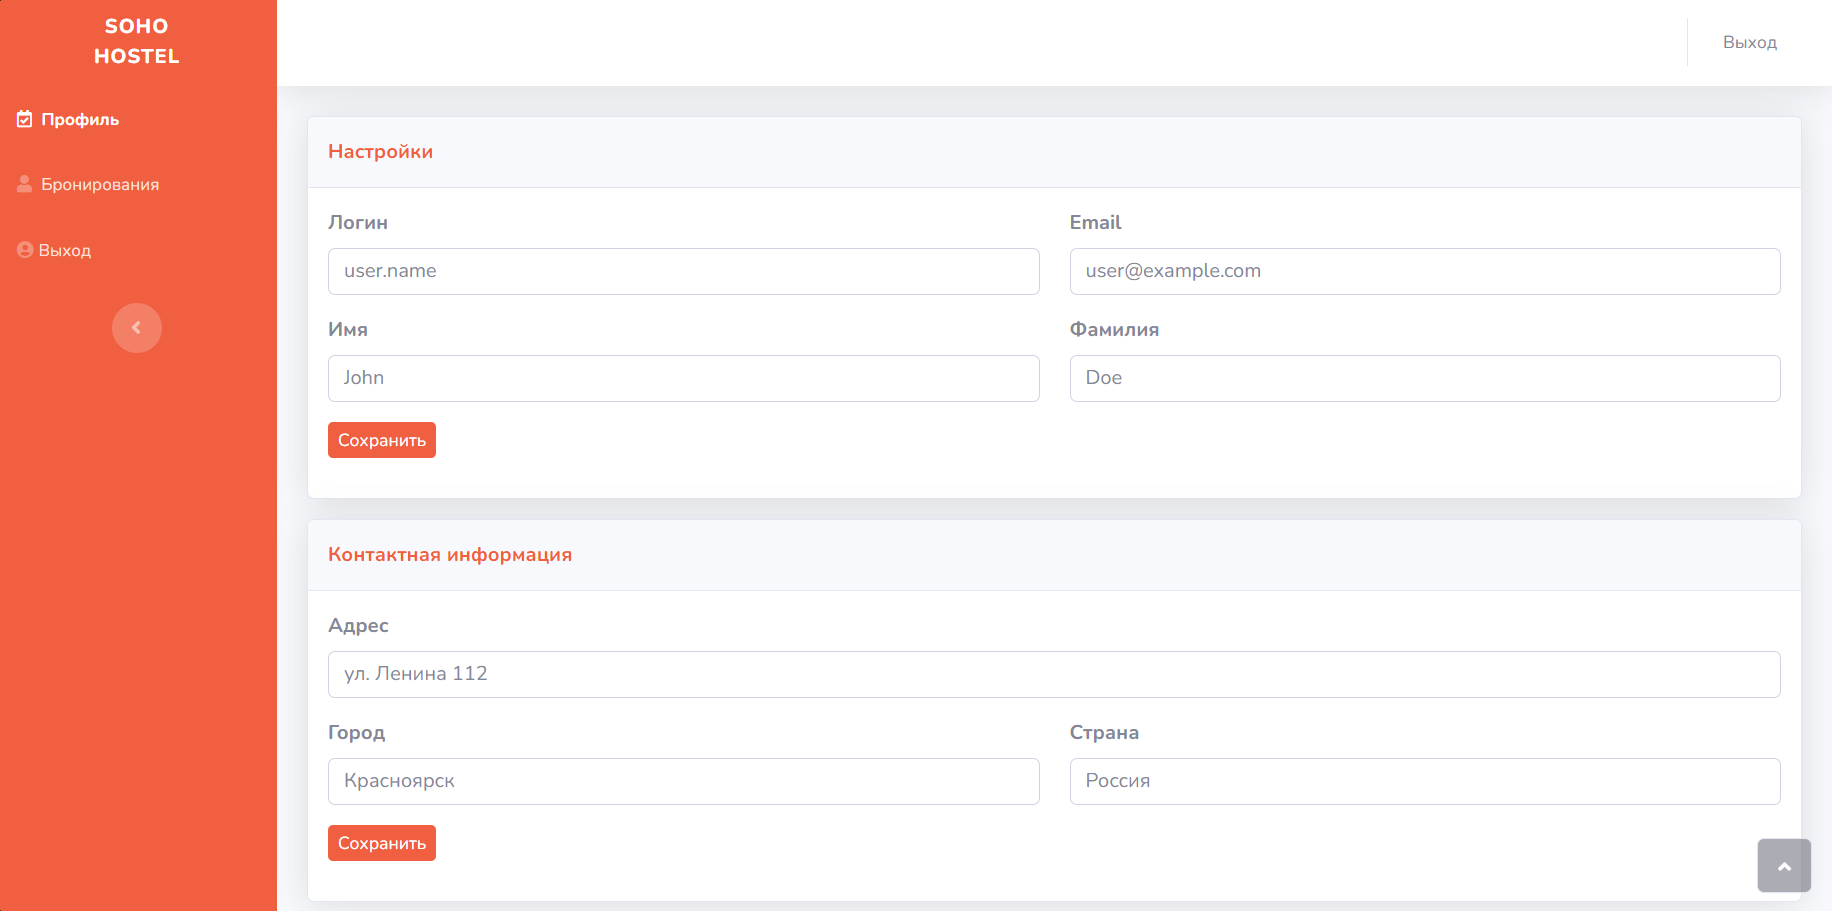 SOHO
HOSTEL
Профиль
Бронирования
Выход
Выход
Настройки
Логин
Email
user.name
user@example.com
Имя
Фамилия
John
Doe
Сохранить
Контактная информация
Адрес
ул. Ленина 112
Город
Страна
Красноярск
Россия
Сохранить